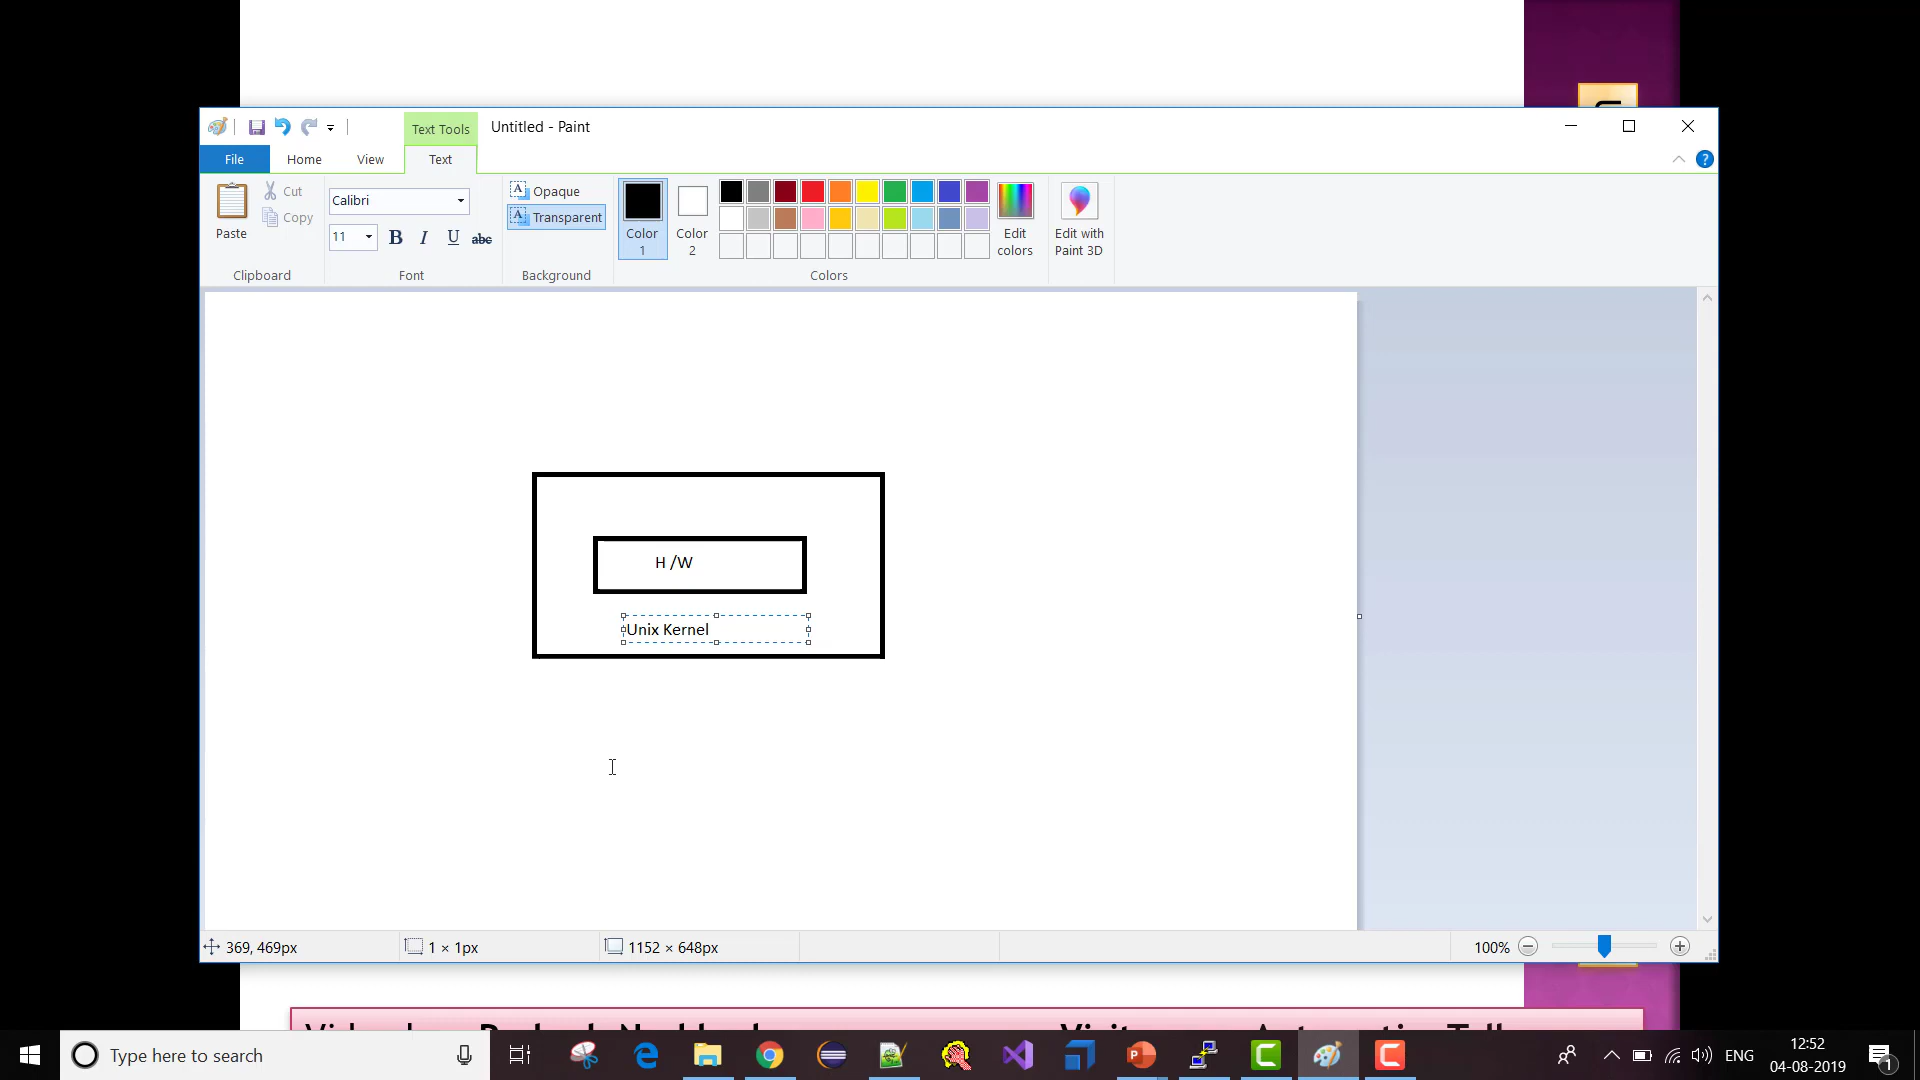 Text Tools
Untitled - Paint
File
Home
View
Text
Paste
Cut
Copy
Clipboard
Calibri
11
B
I
U
abc
Font
A Opaque
A Transparent
Background
Color
1
Color
2
Edit
colors
Colors
Edit with
Paint 3D
H /W
Unix Kernel
369, 469px
1 × 1px
1152 × 648px
100%
Type here to search
ENG
12:52
04-08-2019
1